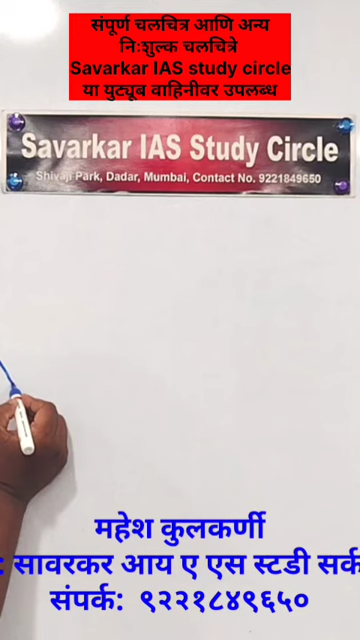 संपूर्ण चलचित्र आणि अन्य
निःशुल्क चलचित्रे
Savarkar IAS study circle
या युट्यूब वाहिनीवर उपलब्ध
Savarkar IAS Study Circle
Shivaji Park, Dadar, Mumbai, Contact No. 9221849650
महेश कुलकर्णी
: सावरकर आय ए एस स्टडी सर्क
संपर्क: ९२२१८४९६५०